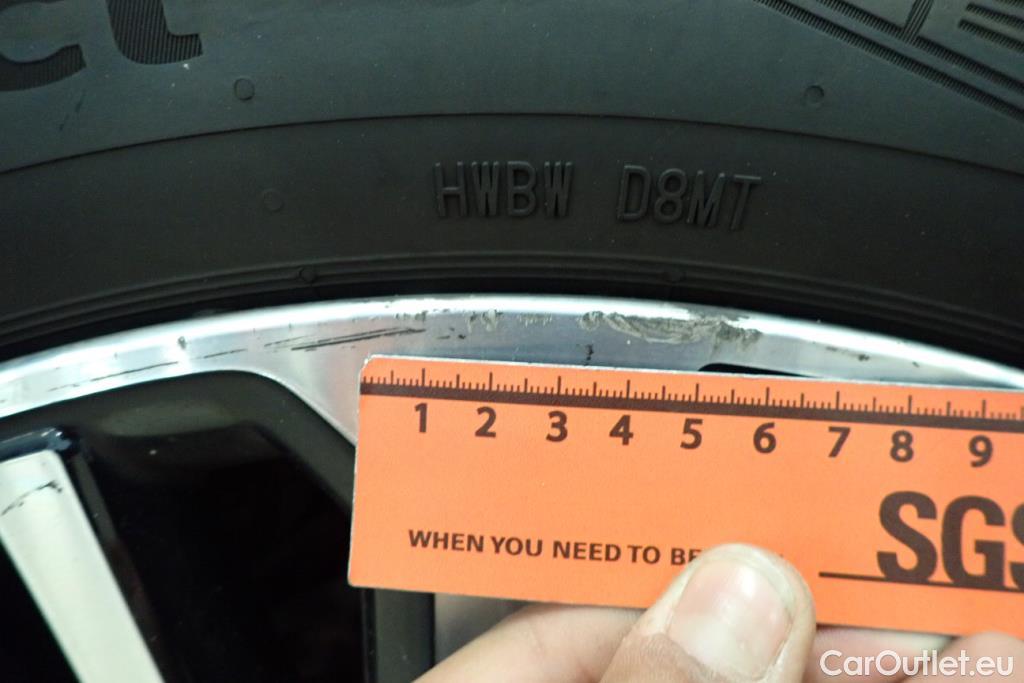 HWBW D8MT
1 2 3 4 5 6 7 8 9
WHEN YOU NEED TO BE
SGS
CarOutlet.eu